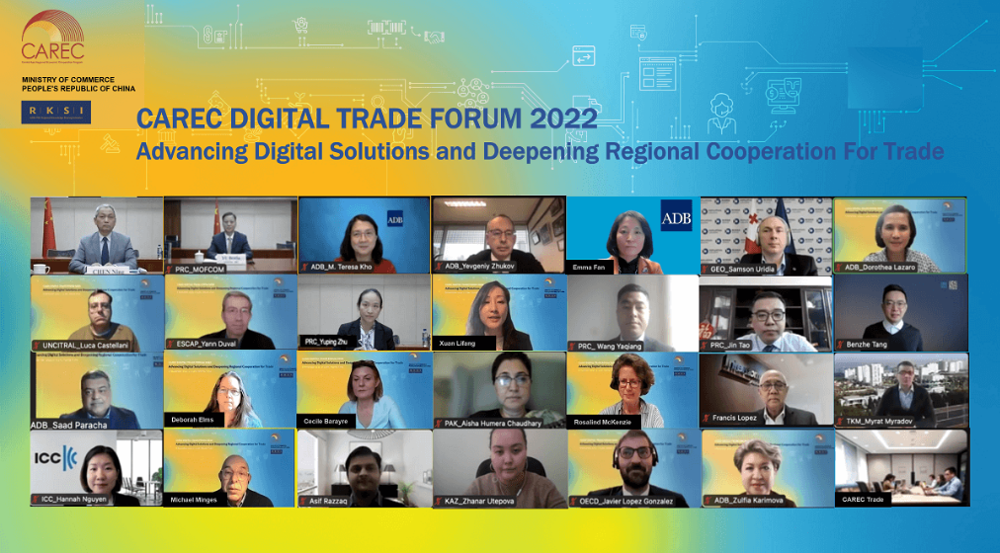 CAREC
MINISTRY OF COMMERCE
PEOPLE'S REPUBLIC OF CHINA
RKSI
CAREC DIGITAL TRADE FORUM 2022
Advancing Digital Solutions and Deepening Regional Cooperation For Trade
CHEN Ning
PRC_MOFCOM
ADB
ADB_M. Teresa Kho
ADB_Yevgeniy Zhukov
ADB
Emma Fan
GEO_Samson Uridia
ADB_Dorothea Lazaro
UNCITRAL_Luca Castellani
ESCAP_Yann Duval
PRC_Yuping Zhu
Xuan Lifang
PRC_ Wang Yaqiang
PRC_Jin Tao
Benzhe Tang
ADB_Saad Paracha
Deborah Elms
Cecile Barayre
PAK_Aisha Humera Chaudhary
Rosalind McKenzie
Francis Lopez
TKM_Myrat Myradov
ICC
ICC_Hannah Nguyen
Michael Minges
Asif Razzaq
KAZ_Zhanar Utepova
OECD_Javier Lopez Gonzalez
ADB_Zulfia Karimova
CAREC Trade